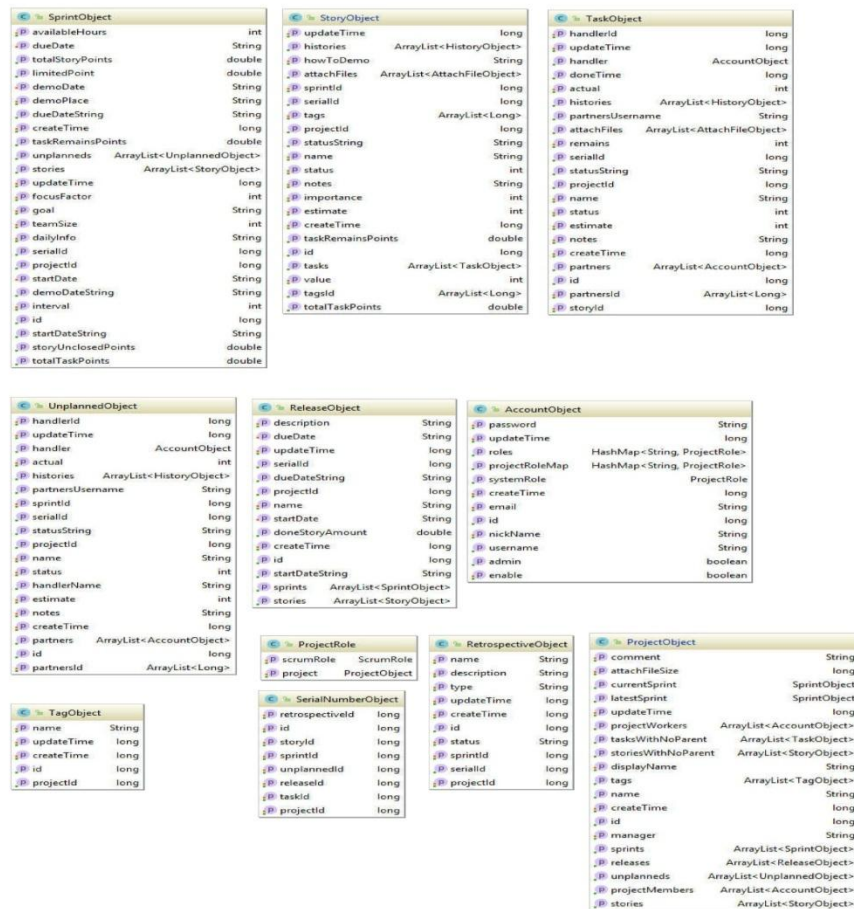 SprintObject
availableHours int
dueDate String
totalStoryPoints double
limitedPoint double
demoDate String
demoPlace String
dueDateString String
createTime long
taskRemainsPoints double
unplanneds ArrayList<UnplannedObject>
stories ArrayList<StoryObject>
updateTime long
focusFactor int
goal String
teamSize int
dailyInfo String
serialId long
projectId long
startDate String
demoDateString String
interval int
id long
startDateString String
storyUnclosedPoints double
totalTaskPoints double
StoryObject
updateTime long
histories ArrayList<HistoryObject>
howToDemo String
attachFiles ArrayList<AttachFileObject>
sprintId long
serialId long
tags ArrayList<Long>
projectId long
statusString String
name String
status int
notes String
importance int
estimate int
createTime long
taskRemainsPoints double
id long
tasks ArrayList<TaskObject>
value int
tagsId ArrayList<Long>
totalTaskPoints double
TaskObject
handlerId long
updateTime long
handler AccountObject
doneTime long
actual int
histories ArrayList<HistoryObject>
partnersUsername String
attachFiles ArrayList<AttachFileObject>
remains int
serialId long
statusString String
projectId long
name String
status int
estimate int
notes String
createTime long
partners ArrayList<AccountObject>
id long
partnersId ArrayList<Long>
storyId long
UnplannedObject
handlerId long
updateTime long
handler AccountObject
actual int
histories ArrayList<HistoryObject>
partnersUsername String
sprintId long
serialId long
statusString String
projectId long
name String
status int
handlerName String
estimate int
notes String
createTime long
partners ArrayList<AccountObject>
id long
partnersId ArrayList<Long>
ReleaseObject
description String
dueDate String
updateTime long
serialId long
dueDateString String
projectId long
name String
startDate String
doneStoryAmount double
createTime long
id long
startDateString String
sprints ArrayList<SprintObject>
stories ArrayList<StoryObject>
AccountObject
password String
updateTime long
roles HashMap<String, ProjectRole>
projectRoleMap HashMap<String, ProjectRole>
systemRole ProjectRole
createTime long
email String
id long
nickName String
username String
admin boolean
enable boolean
ProjectRole
scrumRole ScrumRole
project ProjectObject
RetrospectiveObject
name String
description String
type String
updateTime long
createTime long
id long
status String
sprintId long
serialId long
projectId long
ProjectObject
comment String
attachFileSize long
currentSprint SprintObject
latestSprint SprintObject
updateTime long
projectWorkers ArrayList<AccountObject>
tasksWithNoParent ArrayList<TaskObject>
storiesWithNoParent ArrayList<StoryObject>
displayName String
tags ArrayList<TagObject>
name String
createTime long
id long
manager String
sprints ArrayList<SprintObject>
releases ArrayList<ReleaseObject>
unplanneds ArrayList<UnplannedObject>
projectMembers ArrayList<AccountObject>
stories ArrayList<StoryObject>
TagObject
name String
updateTime long
createTime long
id long
projectId long
SerialNumberObject
retrospectiveId long
id long
storyId long
sprintId long
unplannedId long
releaseId long
taskId long
projectId long